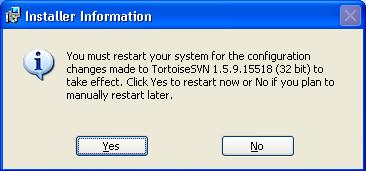 Installer Information
You must restart your system for the configuration
changes made to TortoiseSVN 1.5.9.15518 (32 bit) to
take effect. Click Yes to restart now or No if you plan to
manually restart later.
Yes
No